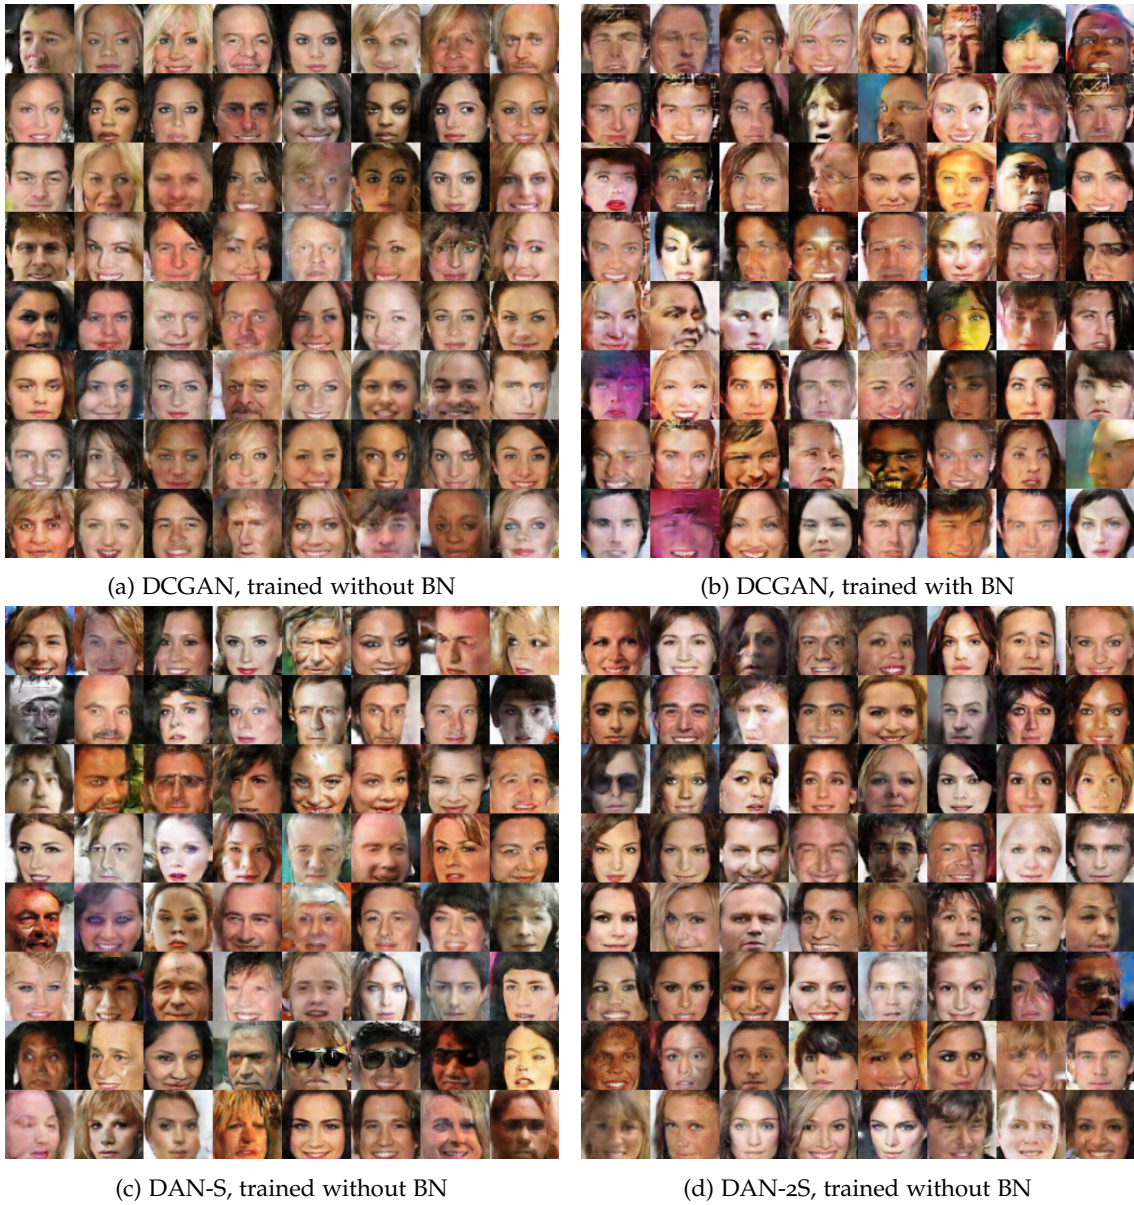 (a) DCGAN, trained without BN
(b) DCGAN, trained with BN
(c) DAN-S, trained without BN
(d) DAN-2S, trained without BN